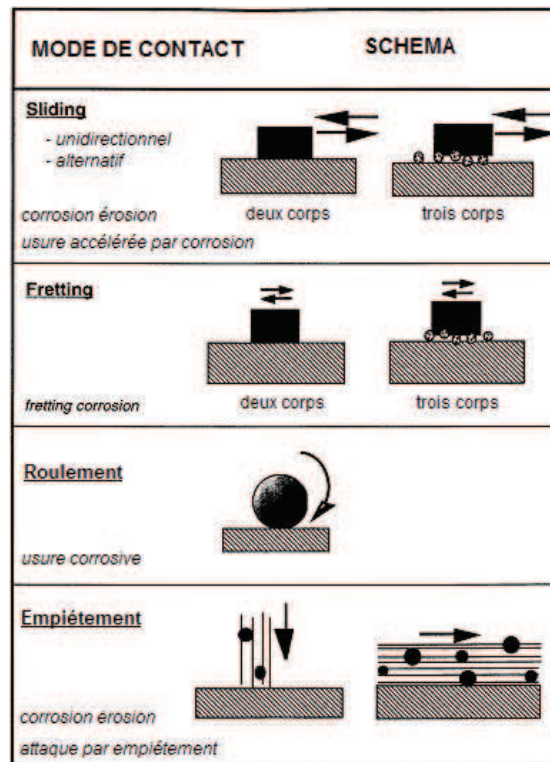 MODE DE CONTACT SCHEMA
Sliding
- unidirectionnel
- alternatif
corrosion érosion deux corps trois corps
usure accélérée par corrosion
Fretting
fretting corrosion deux corps trois corps
Roulement
usure corrosive
Empiétement
corrosion érosion
attaque par empiétement